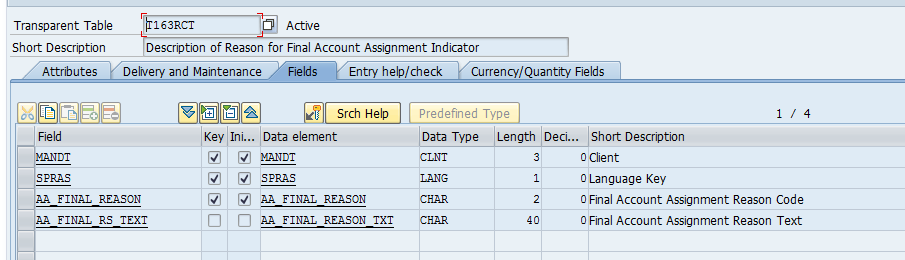 Transparent Table T163RCT Active
Short Description Description of Reason for Final Account Assignment Indicator
Attributes Delivery and Maintenance Fields Entry help/check Currency/Quantity Fields
Srch Help Predefined Type 1 / 4
Field Key Ini... Data element Data Type Length Deci... Short Description
MANDT MANDT CLNT 3 0 Client
SPRAS SPRAS LANG 1 0 Language Key
AA_FINAL_REASON AA_FINAL_REASON CHAR 2 0 Final Account Assignment Reason Code
AA_FINAL_RS_TEXT AA_FINAL_REASON_TXT CHAR 40 0 Final Account Assignment Reason Text